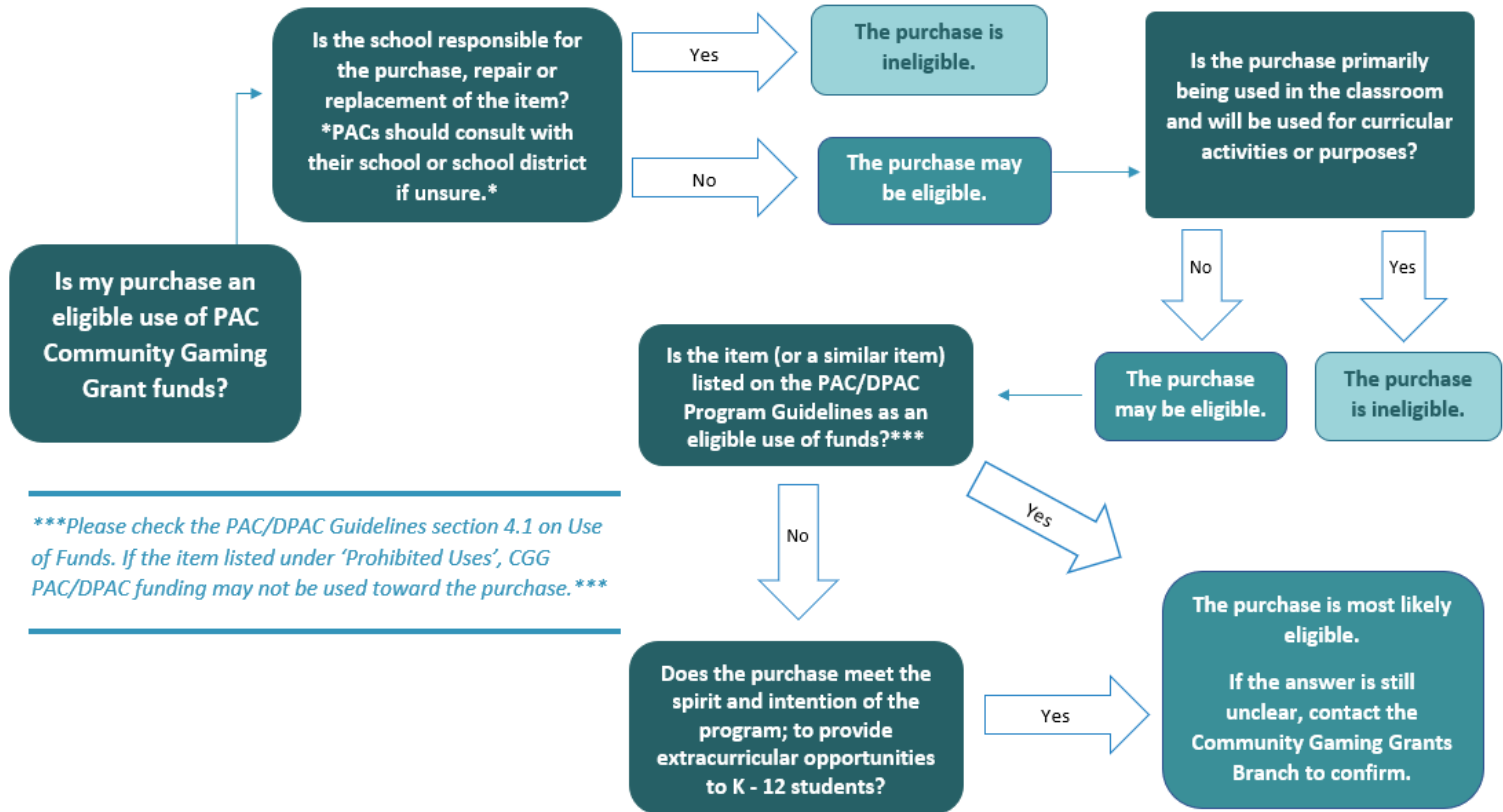 Is my purchase an
eligible use of PAC
Community Gaming
Grant funds?
Is the school responsible for
the purchase, repair or
replacement of the item?
*PACs should consult with
their school or school district
if unsure.*
Yes
The purchase is
ineligible.
No
The purchase may
be eligible.
Is the purchase primarily
being used in the classroom
and will be used for curricular
activities or purposes?
No
Yes
The purchase
may be eligible.
The purchase
is ineligible.
Is the item (or a similar item)
listed on the PAC/DPAC
Program Guidelines as an
eligible use of funds?***
Yes
No
***Please check the PAC/DPAC Guidelines section 4.1 on Use
of Funds. If the item listed under ‘Prohibited Uses’, CGG
PAC/DPAC funding may not be used toward the purchase.***
Does the purchase meet the
spirit and intention of the
program; to provide
extracurricular opportunities
to K - 12 students?
Yes
The purchase is most likely
eligible.
If the answer is still
unclear, contact the
Community Gaming Grants
Branch to confirm.